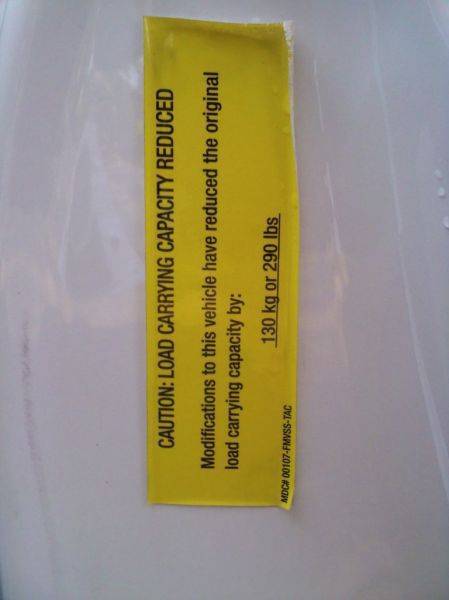 CAUTION: LOAD CARRYING CAPACITY REDUCED
Modifications to this vehicle have reduced the original
load carrying capacity by:
130 kg or 290 lbs
MDC# 00107-FMVSS-TAC